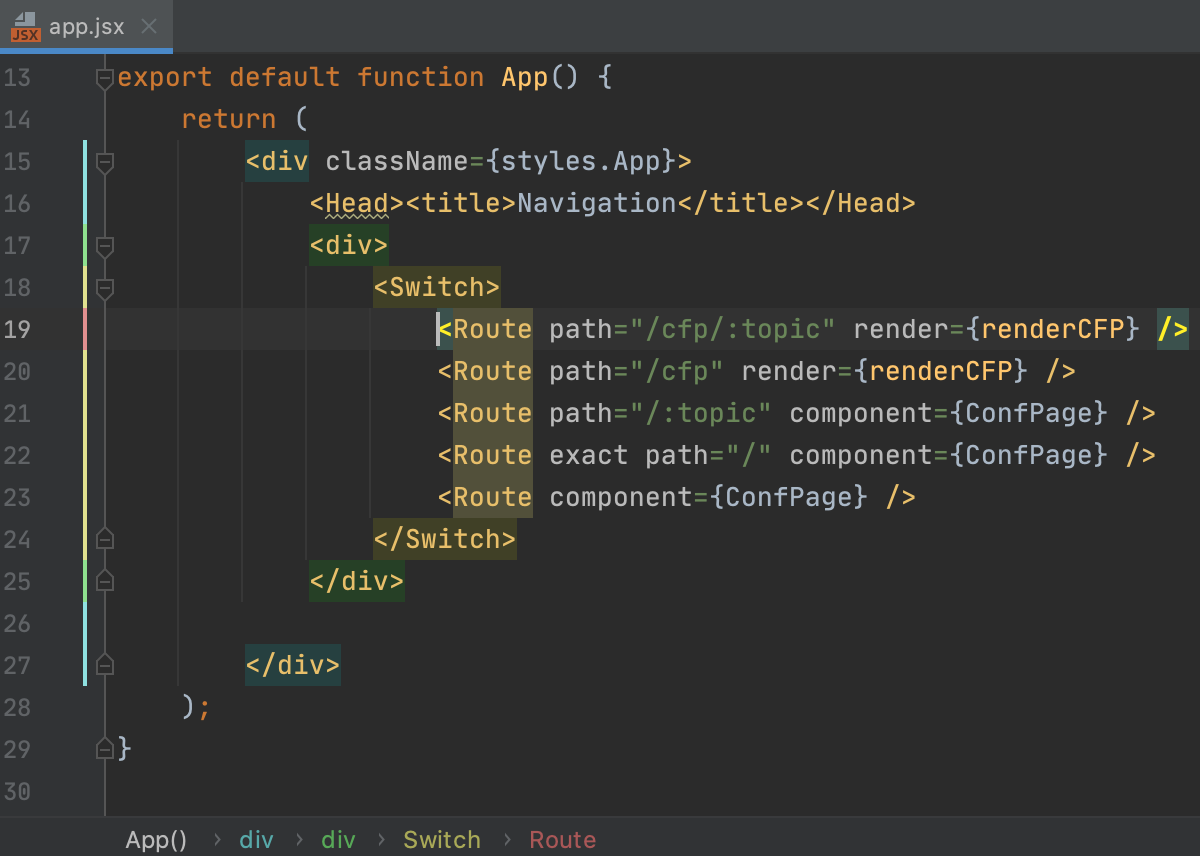 JSX app.jsx
13 export default function App() {
14 return (
15 <div className={styles.App}>
16 <Head><title>Navigation</title></Head>
17 <div>
18 <Switch>
19 <Route path="/cfp/:topic" render={renderCFP} />
20 <Route path="/cfp" render={renderCFP} />
21 <Route path="/:topic" component={ConfPage} />
22 <Route exact path="/" component={ConfPage} />
23 <Route component={ConfPage} />
24 </Switch>
25 </div>
26
27 </div>
28 );
29 }
30
App() › div › div › Switch › Route